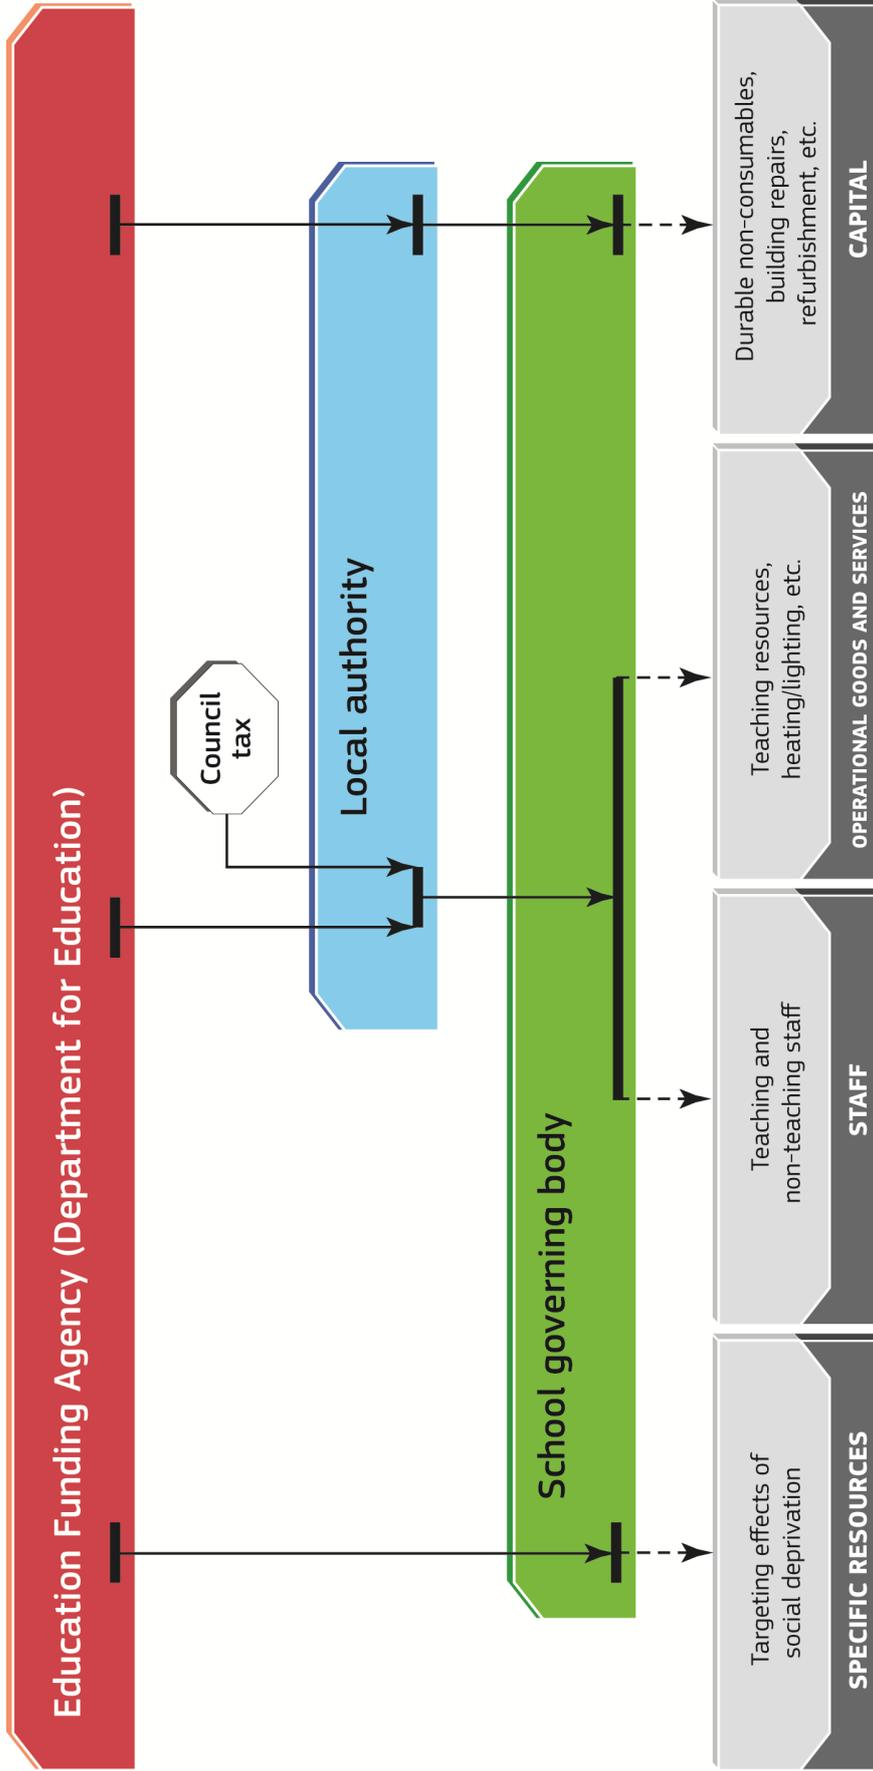 Education Funding Agency (Department for Education)
Council
tax
Local authority
School governing body
Targeting effects of
social deprivation
SPECIFIC RESOURCES
Teaching and
non-teaching staff
STAFF
Teaching resources,
heating/lighting, etc.
OPERATIONAL GOODS AND SERVICES
Durable non-consumables,
building repairs,
refurbishment, etc.
CAPITAL